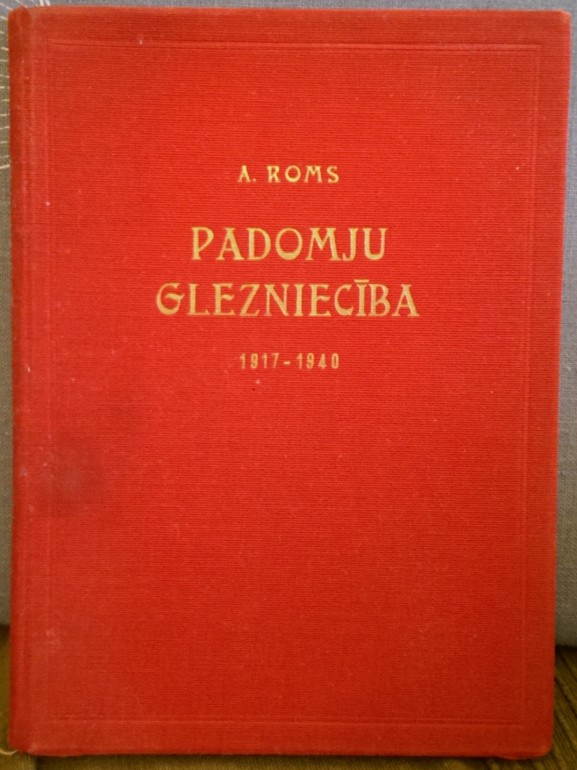 A. ROMS
PADOMJU
GLEZNIECĪBA
1917-1940